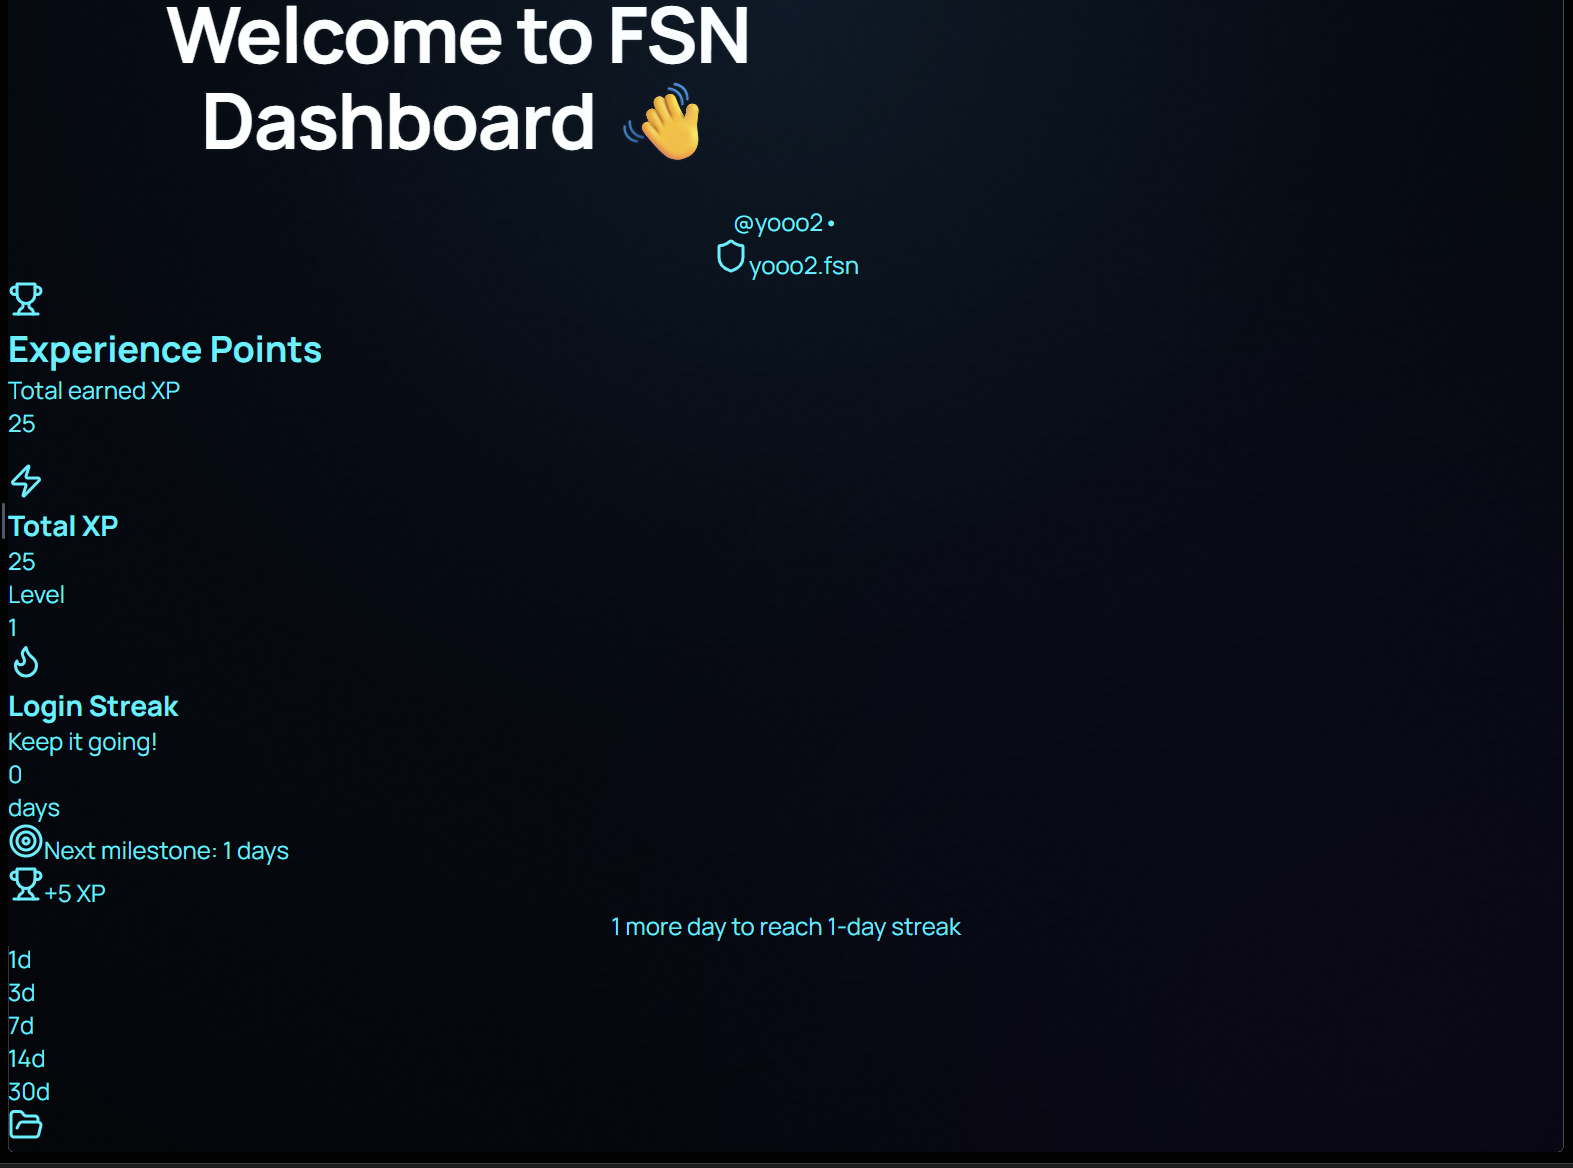 Welcome to FSN
Dashboard 👋
@yooo2•
yooo2.fsn
Experience Points
Total earned XP
25
Total XP
25
Level
1
Login Streak
Keep it going!
0
days
Next milestone: 1 days
+5 XP
1 more day to reach 1-day streak
1d
3d
7d
14d
30d